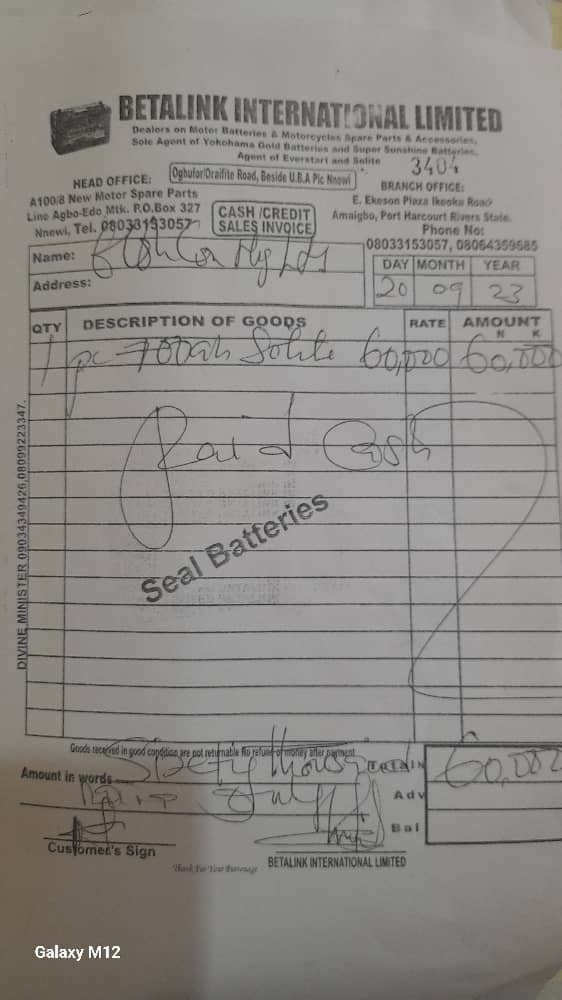 BETALINK INTERNATIONAL LIMITED
Dealers on Motor Batteries & Motorcycles Spare Parts & Accessories,
Sole Agent of Yokohama Gold Batteries and Super Sunshine Batteries,
Agent of Everstart and Solite
3404
HEAD OFFICE:
A100/8 New Motor Spare Parts
Line Agbo-Edo Mtk. P.O.Box 327
Nnewi, Tel. 08033153057
Ogbufor/Oraifite Road, Beside U.B.A Plc Nnewi
CASH /CREDIT
SALES INVOICE
BRANCH OFFICE:
E. Ekeson Plaza Ikooku Road
Amaigbo, Port Harcourt Rivers State.
Phone No:
08033153057, 08064359685
Name:
Address:
DAY MONTH YEAR
20 09 23
QTY DESCRIPTION OF GOODS RATE AMOUNT
N K
1 pc Solite 60,000 60,000
Paid Cash
Seal Batteries
DIVINE MINISTER 09034349426,08099223347.
Goods received in good condition are not returnable No refund of money after payment
Amount in words Sixty thousand
60,000
Adv
Bal
Customer's Sign
BETALINK INTERNATIONAL LIMITED
Thank For Your Patronage
Galaxy M12